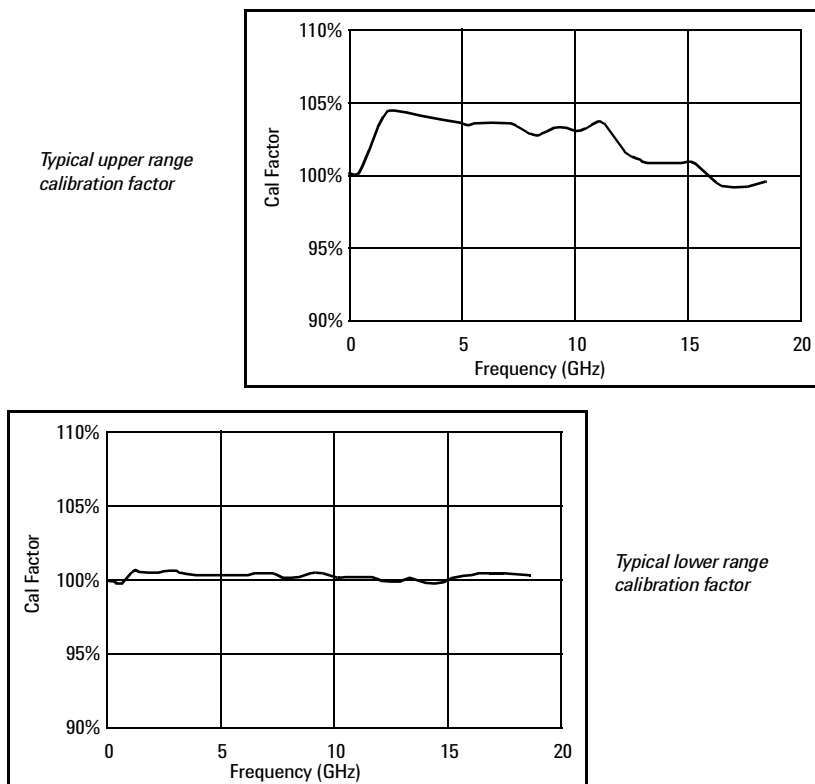 110%
105%
100%
95%
90%
Cal Factor
0 5 10 15 20
Frequency (GHz)
Typical upper range
calibration factor
110%
105%
100%
95%
90%
Cal Factor
0 5 10 15 20
Frequency (GHz)
Typical lower range
calibration factor